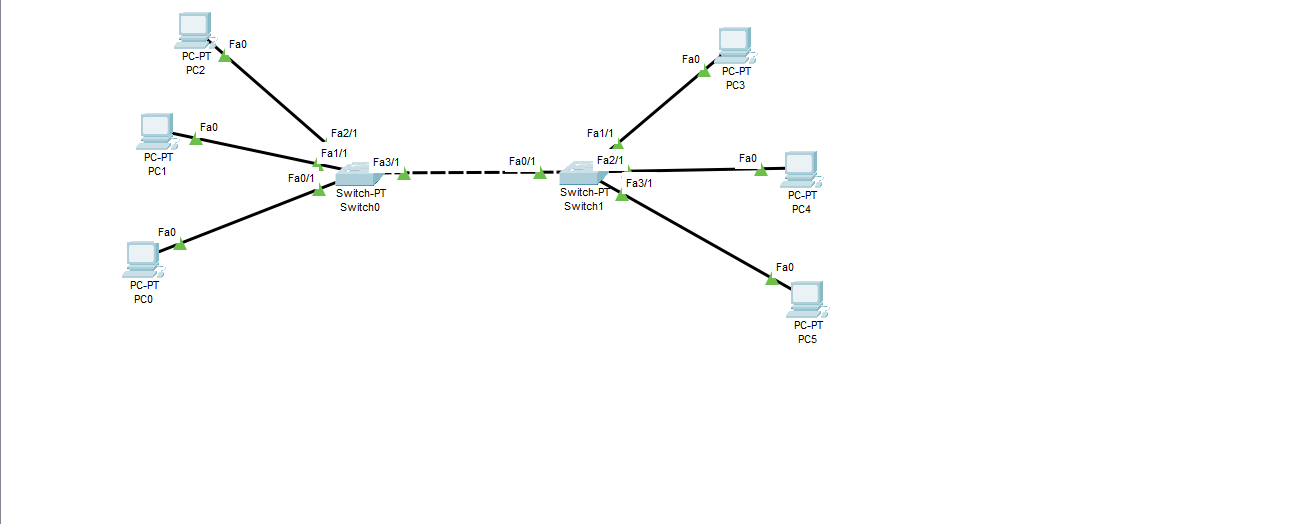 Fa0
PC-PT
PC2
Fa0
PC-PT
PC3
Fa0
PC-PT
PC1
Fa2/1
Fa1/1
Fa0/1
Fa3/1
Switch-PT
Switch0
Fa0/1
Fa1/1
Fa2/1
Fa3/1
Switch-PT
Switch1
Fa0
PC-PT
PC4
Fa0
PC-PT
PC0
Fa0
PC-PT
PC5